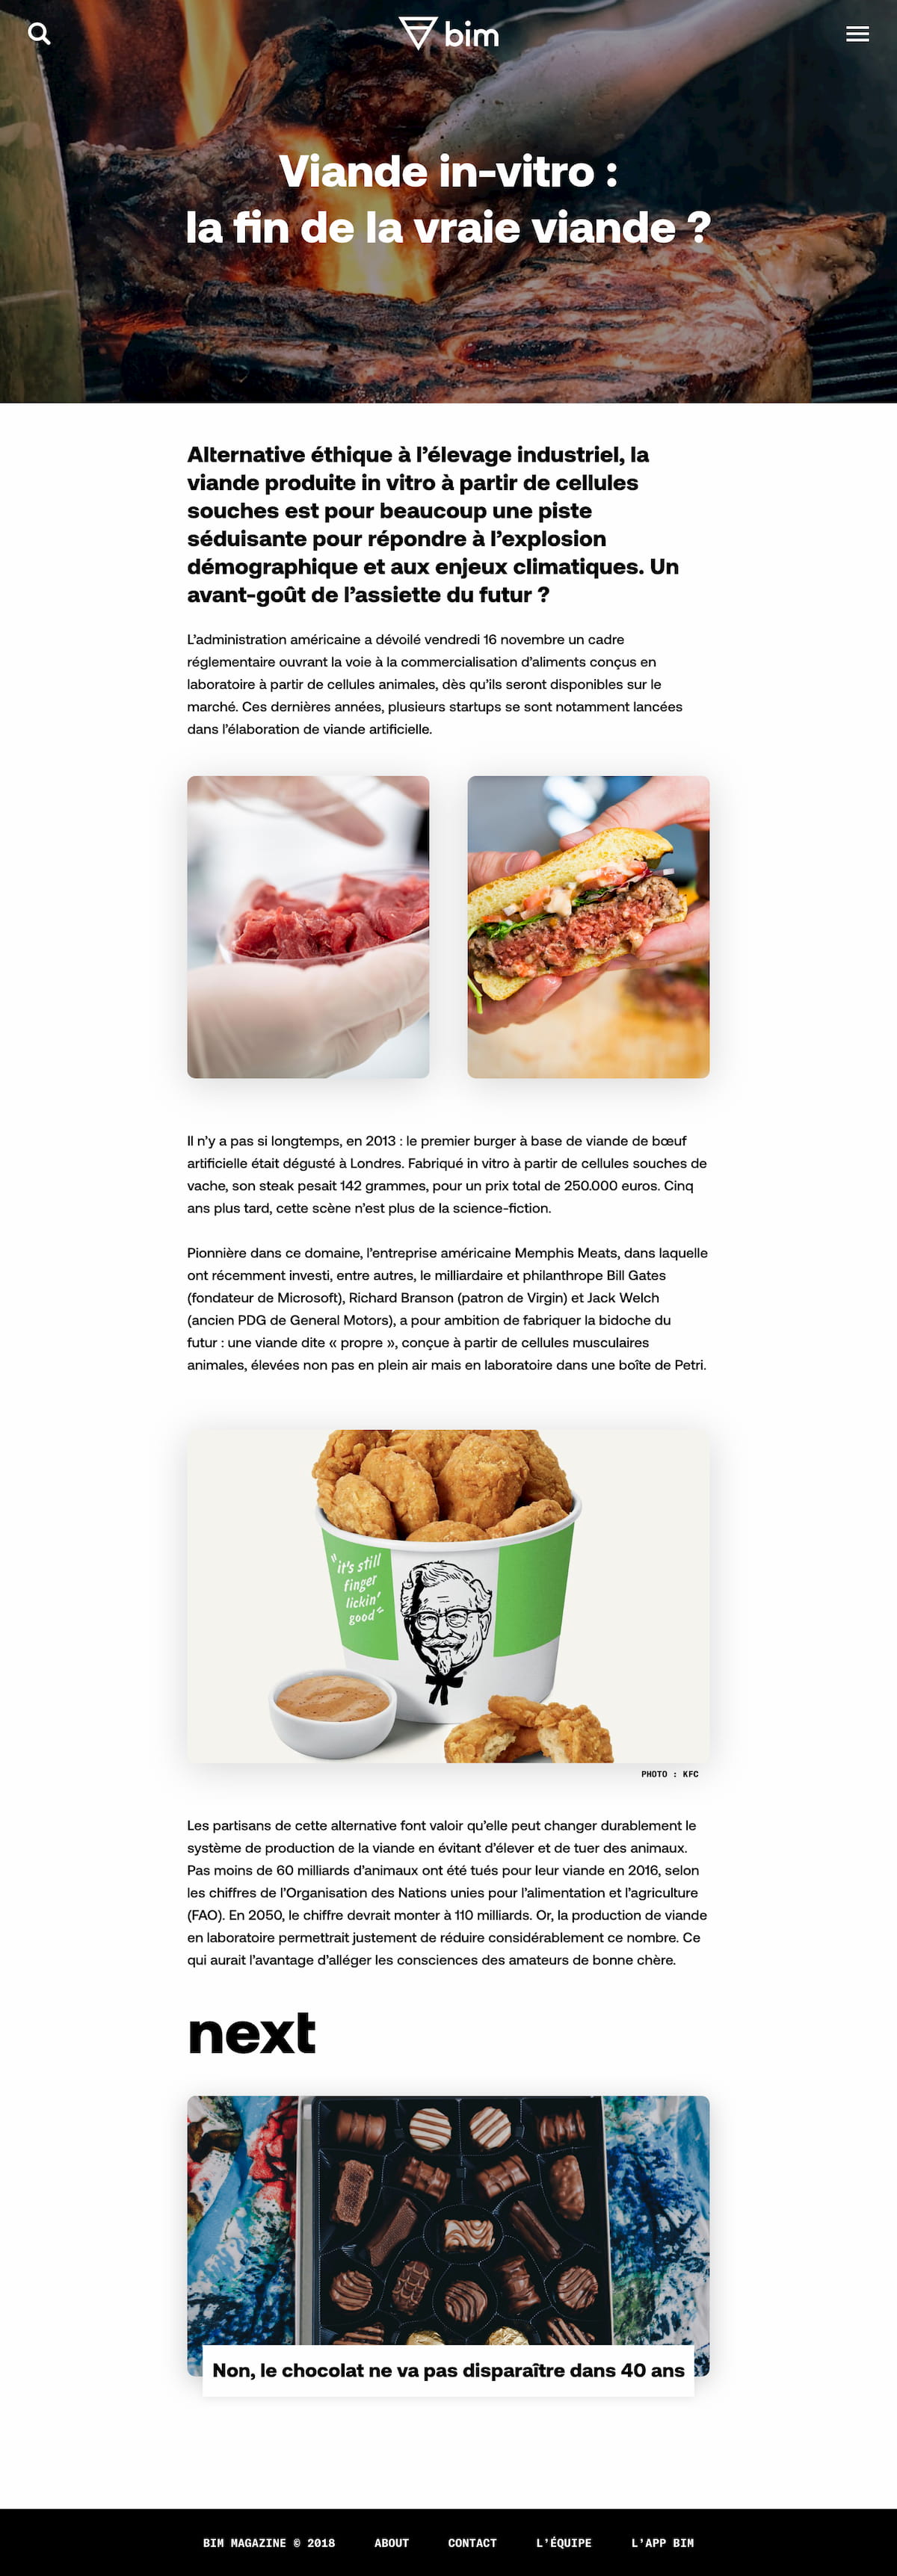 bim
Viande in-vitro :
la fin de la vraie viande ?
Alternative éthique à l’élevage industriel, la
viande produite in vitro à partir de cellules
souches est pour beaucoup une piste
séduisante pour répondre à l’explosion
démographique et aux enjeux climatiques. Un
avant-goût de l’assiette du futur ?
L’administration américaine a dévoilé vendredi 16 novembre un cadre
réglementaire ouvrant la voie à la commercialisation d’aliments conçus en
laboratoire à partir de cellules animales, dès qu’ils seront disponibles sur le
marché. Ces dernières années, plusieurs startups se sont notamment lancées
dans l’élaboration de viande artificielle.
Il n’y a pas si longtemps, en 2013 : le premier burger à base de viande de bœuf
artificielle était dégusté à Londres. Fabriqué in vitro à partir de cellules souches de
vache, son steak pesait 142 grammes, pour un prix total de 250.000 euros. Cinq
ans plus tard, cette scène n’est plus de la science-fiction.
Pionnière dans ce domaine, l’entreprise américaine Memphis Meats, dans laquelle
ont récemment investi, entre autres, le milliardaire et philanthrope Bill Gates
(fondateur de Microsoft), Richard Branson (patron de Virgin) et Jack Welch
(ancien PDG de General Motors), a pour ambition de fabriquer la bidoche du
futur : une viande dite « propre », conçue à partir de cellules musculaires
animales, élevées non pas en plein air mais en laboratoire dans une boîte de Petri.
"it's still
finger
lickin'
good"
PHOTO : KFC
Les partisans de cette alternative font valoir qu’elle peut changer durablement le
système de production de la viande en évitant d’élever et de tuer des animaux.
Pas moins de 60 milliards d’animaux ont été tués pour leur viande en 2016, selon
les chiffres de l’Organisation des Nations unies pour l’alimentation et l’agriculture
(FAO). En 2050, le chiffre devrait monter à 110 milliards. Or, la production de viande
en laboratoire permettrait justement de réduire considérablement ce nombre. Ce
qui aurait l’avantage d’alléger les consciences des amateurs de bonne chère.
next
Non, le chocolat ne va pas disparaître dans 40 ans
BIM MAGAZINE © 2018 ABOUT CONTACT L’ÉQUIPE L’APP BIM